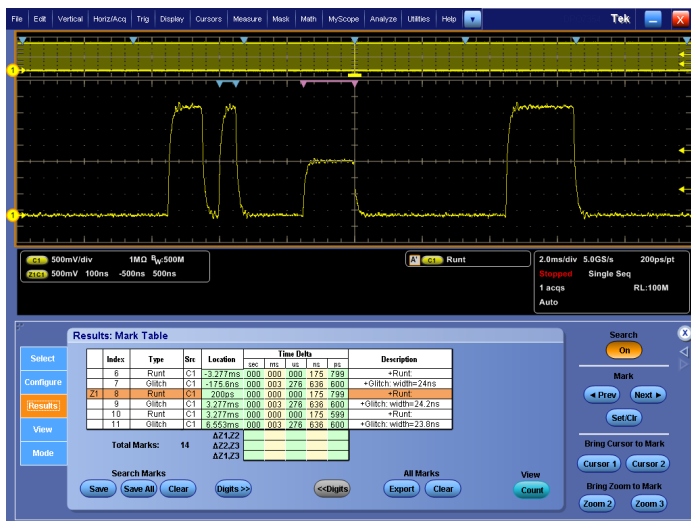 File Edit Vertical Horiz/Acq Trig Display Cursors Measure Mask Math MyScope Analyze Utilities Help Tek X
1
1
C1 500mV/div 1MΩ BW:500M
Z1C1 500mV 100ns -500ns 500ns
A' C1 Runt
2.0ms/div 5.0GS/s 200ps/pt
Stopped Single Seq
1 acqs RL:100M
Auto
Results: Mark Table
Select
Configure
Results
View
Mode
Index Type Src Location Time Delta Description
sec ms us ns ps
6 Runt C1 -3.277ms 000 000 000 175 799 +Runt:
7 Glitch C1 -175.6ns 000 003 276 636 600 +Glitch: width=24ns
Z1 8 Runt C1 200ps 000 000 000 175 799 +Runt:
9 Glitch C1 3.277ms 000 003 276 636 600 +Glitch: width=24.2ns
10 Runt C1 3.277ms 000 000 000 175 599 +Runt:
11 Glitch C1 6.553ms 000 003 276 636 600 +Glitch: width=23.8ns
Total Marks: 14
ΔZ1,Z2
ΔZ2,Z3
ΔZ1,Z3
Search Marks
Save Save All Clear
Digits >>
<<Digits
All Marks
Export Clear
View
Count
Search
On
X
Mark
Prev Next
Set/Clr
Bring Cursor to Mark
Cursor 1 Cursor 2
Bring Zoom to Mark
Zoom 2 Zoom 3